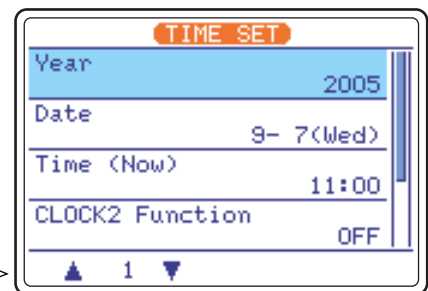 TIME SET
Year
2005
Date
9- 7(Wed)
Time (Now)
11:00
CLOCK2 Function
OFF
▲ 1 ▼